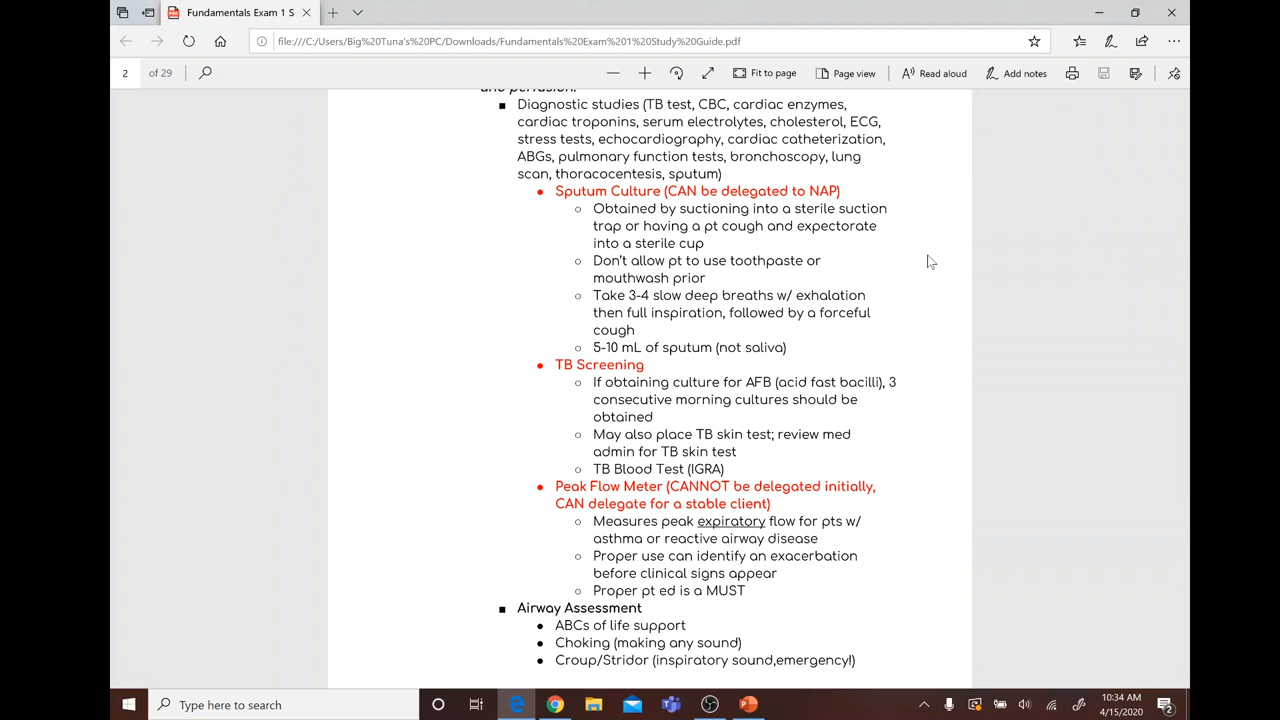 Fundamentals Exam 1 S
file:///C:/Users/Big%20Tuna's%20PC/Downloads/Fundamentals%20Exam%201%20Study%20Guide.pdf
2 of 29 Fit to page Page view Read aloud Add notes
and perfusion.
Diagnostic studies (TB test, CBC, cardiac enzymes,
cardiac troponins, serum electrolytes, cholesterol, ECG,
stress tests, echocardiography, cardiac catheterization,
ABGs, pulmonary function tests, bronchoscopy, lung
scan, thoracocentesis, sputum)
Sputum Culture (CAN be delegated to NAP)
Obtained by suctioning into a sterile suction
trap or having a pt cough and expectorate
into a sterile cup
Don't allow pt to use toothpaste or
mouthwash prior
Take 3-4 slow deep breaths w/ exhalation
then full inspiration, followed by a forceful
cough
5-10 mL of sputum (not saliva)
TB Screening
If obtaining culture for AFB (acid fast bacilli), 3
consecutive morning cultures should be
obtained
May also place TB skin test; review med
admin for TB skin test
TB Blood Test (IGRA)
Peak Flow Meter (CANNOT be delegated initially,
CAN delegate for a stable client)
Measures peak expiratory flow for pts w/
asthma or reactive airway disease
Proper use can identify an exacerbation
before clinical signs appear
Proper pt ed is a MUST
Airway Assessment
ABCs of life support
Choking (making any sound)
Croup/Stridor (inspiratory sound,emergency!)
Type here to search
10:34 AM
4/15/2020
2